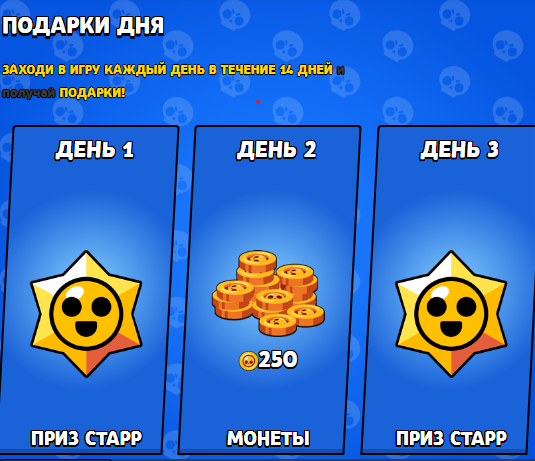 ПОДАРКИ ДНЯ
ЗАХОДИ В ИГРУ КАЖДЫЙ ДЕНЬ В ТЕЧЕНИЕ 14 ДНЕЙ и
получай ПОДАРКИ!
ДЕНЬ 1
ДЕНЬ 2
ДЕНЬ 3
250
ПРИЗ СТАРР
МОНЕТЫ
ПРИЗ СТАРР